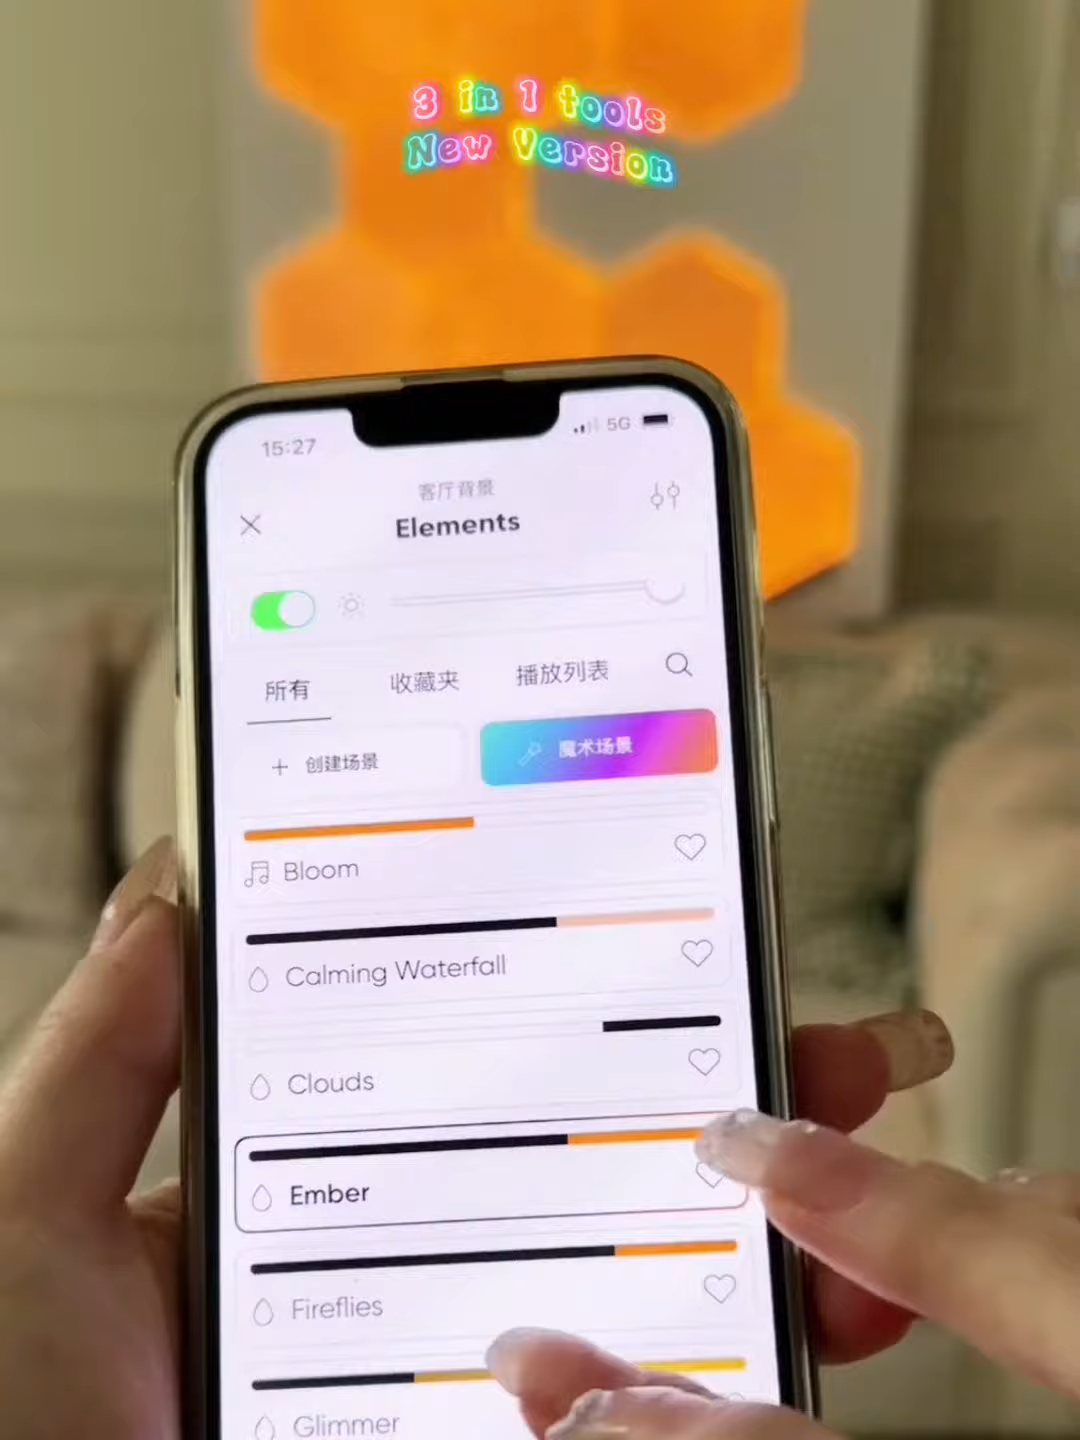 3 in 1 tools
New Version
15:27
5G
客厅背景
Elements
所有
收藏夹
播放列表
+ 创建场景
魔术场景
Bloom
Calming Waterfall
Clouds
Ember
Fireflies
Glimmer